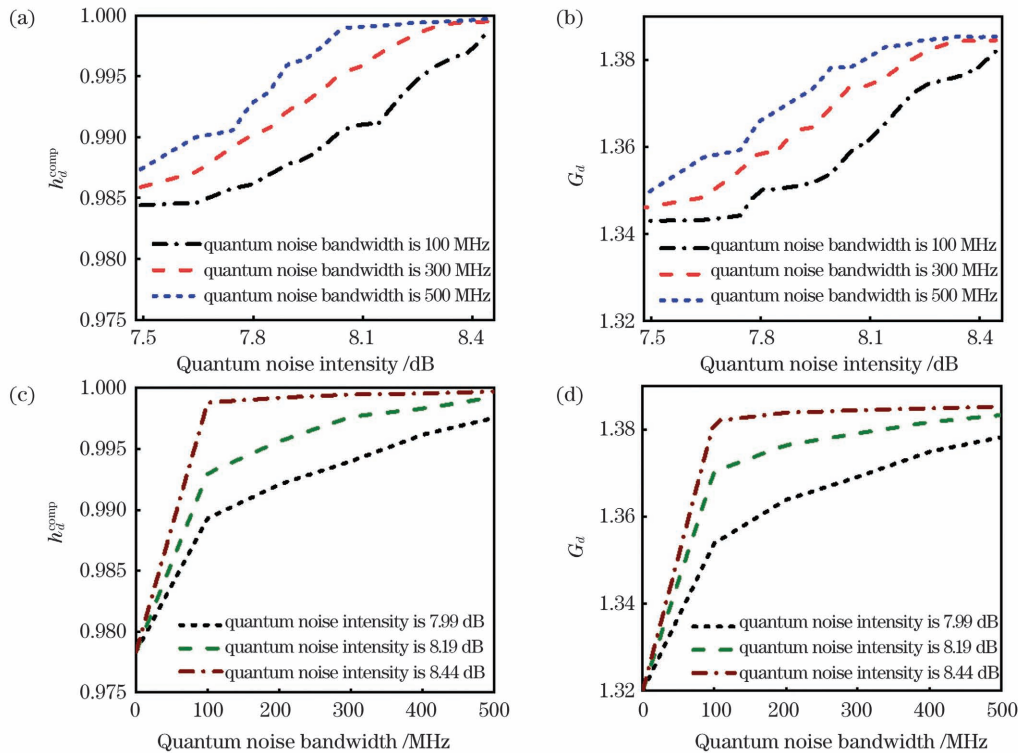 (a)
1.000
0.995
0.990
0.985
0.980
0.975
h_d^comp
quantum noise bandwidth is 100 MHz
quantum noise bandwidth is 300 MHz
quantum noise bandwidth is 500 MHz
7.5 7.8 8.1 8.4
Quantum noise intensity /dB
(b)
1.38
1.36
1.34
1.32
G_d
quantum noise bandwidth is 100 MHz
quantum noise bandwidth is 300 MHz
quantum noise bandwidth is 500 MHz
7.5 7.8 8.1 8.4
Quantum noise intensity /dB
(c)
1.000
0.995
0.990
0.985
0.980
0.975
h_d^comp
quantum noise intensity is 7.99 dB
quantum noise intensity is 8.19 dB
quantum noise intensity is 8.44 dB
0 100 200 300 400 500
Quantum noise bandwidth /MHz
(d)
1.38
1.36
1.34
1.32
G_d
quantum noise intensity is 7.99 dB
quantum noise intensity is 8.19 dB
quantum noise intensity is 8.44 dB
0 100 200 300 400 500
Quantum noise bandwidth /MHz